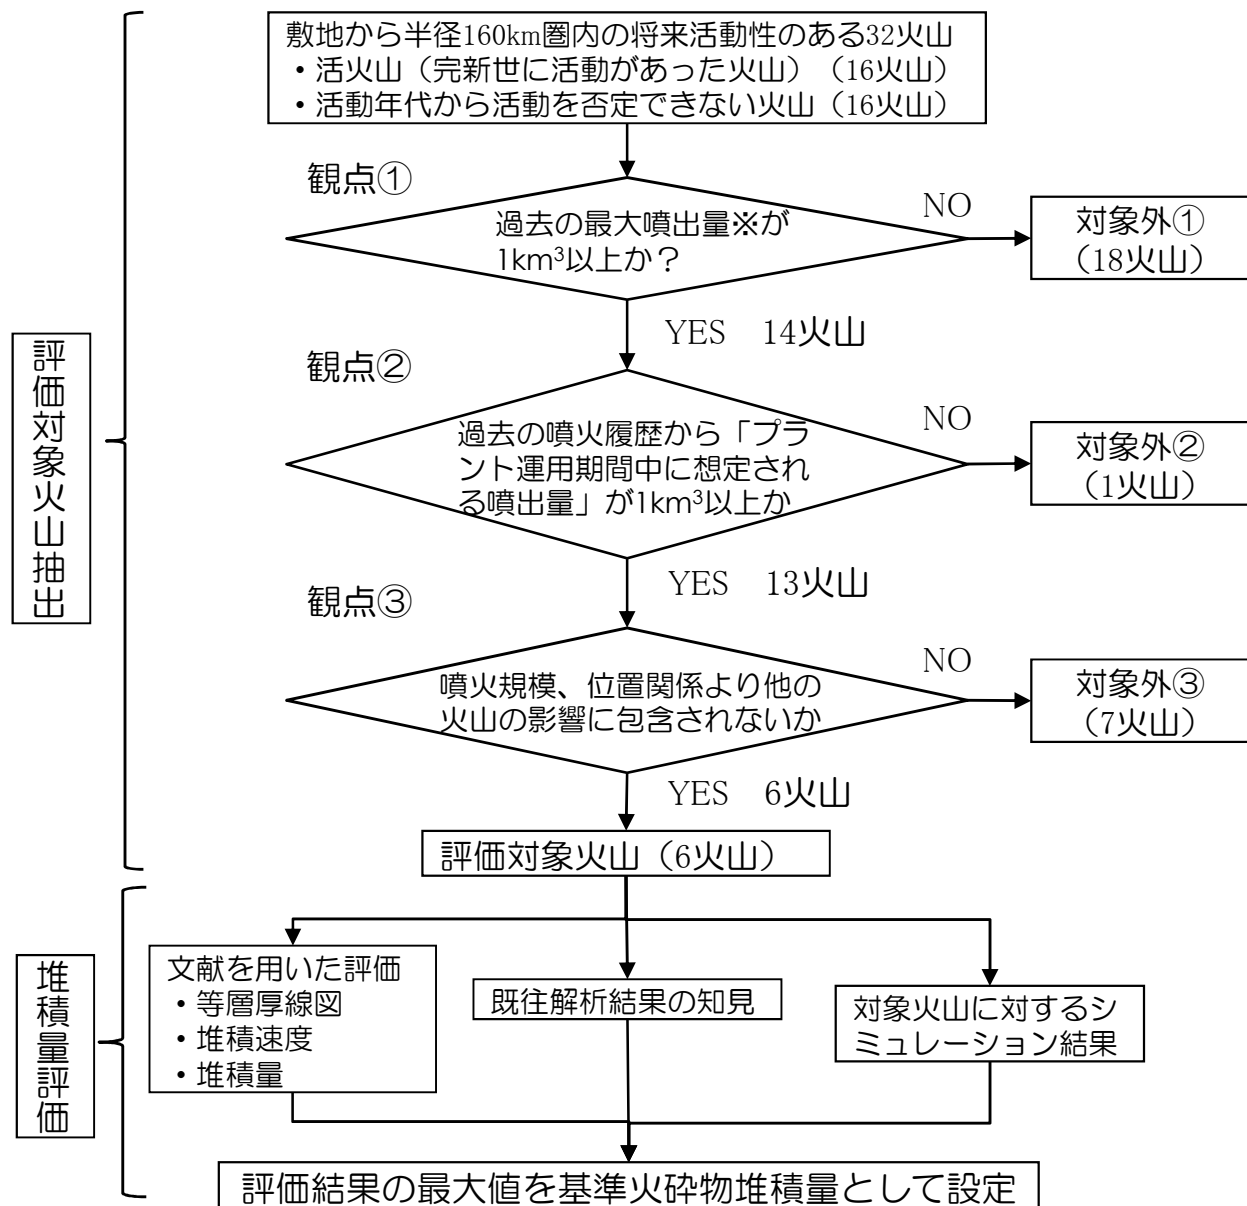 敷地から半径160km圏内の将来活動性のある32火山
・活火山（完新世に活動があった火山）（16火山）
・活動年代から活動を否定できない火山（16火山）
観点①
過去の最大噴出量※が
1km³以上か？
NO
対象外①
（18火山）
YES　14火山
観点②
過去の噴火履歴から「プラ
ント運用期間中に想定され
る噴出量」が1km³以上か
NO
対象外②
（1火山）
YES　13火山
観点③
噴火規模、位置関係より他の
火山の影響に包含されないか
NO
対象外③
（7火山）
YES　6火山
評価対象火山（6火山）
評価対象火山抽出
文献を用いた評価
・等層厚線図
・堆積速度
・堆積量
既往解析結果の知見
対象火山に対するシ
ミュレーション結果
堆積量評価
評価結果の最大値を基準火砕物堆積量として設定